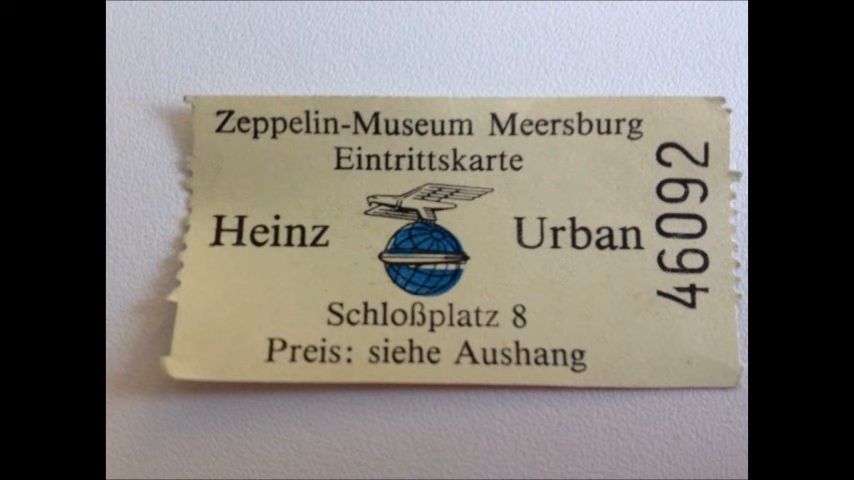 Zeppelin-Museum Meersburg
Eintrittskarte
Heinz Urban
Schloßplatz 8
Preis: siehe Aushang
46092